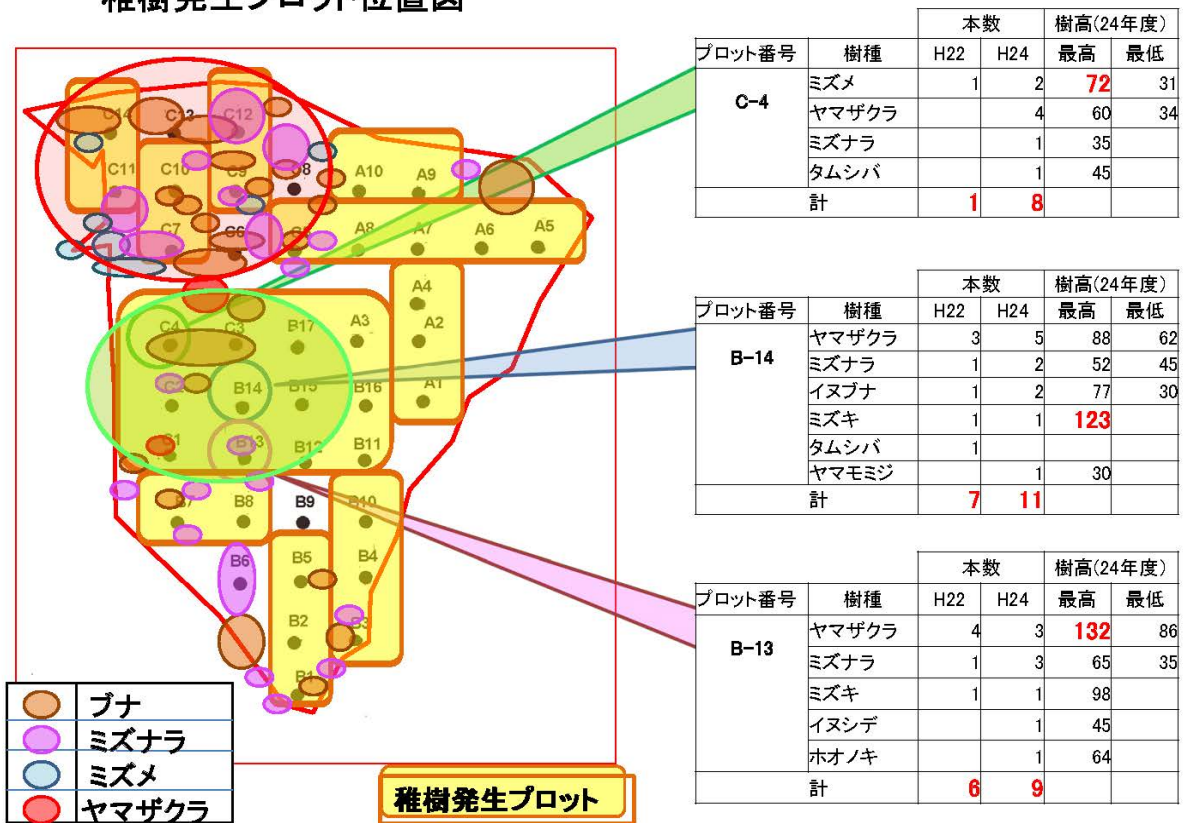 稚樹発生プロット位置図
C14 C13 C12
C11 C10 C9 C8 A10 A9
C7 C6 C5 A8 A7 A6 A5
A4
C4 C3 B17 A3 A2
C2 B14 B15 B16 A1
C1 B13 B12 B11
B7 B8 B9 B10
B6 B5 B4
B2 B3
B1
ブナ
ミズナラ
ミズメ
ヤマザクラ
稚樹発生プロット
本数 樹高(24年度)
プロット番号 樹種 H22 H24 最高 最低
C-4 ミズメ 1 2 72 31
ヤマザクラ 4 60 34
ミズナラ 1 35
タムシバ 1 45
計 1 8
本数 樹高(24年度)
プロット番号 樹種 H22 H24 最高 最低
B-14 ヤマザクラ 3 5 88 62
ミズナラ 1 2 52 45
イヌブナ 1 2 77 30
ミズキ 1 1 123
タムシバ 1
ヤマモミジ 1 30
計 7 11
本数 樹高(24年度)
プロット番号 樹種 H22 H24 最高 最低
B-13 ヤマザクラ 4 3 132 86
ミズナラ 1 3 65 35
ミズキ 1 1 98
イヌシデ 1 45
ホオノキ 1 64
計 6 9